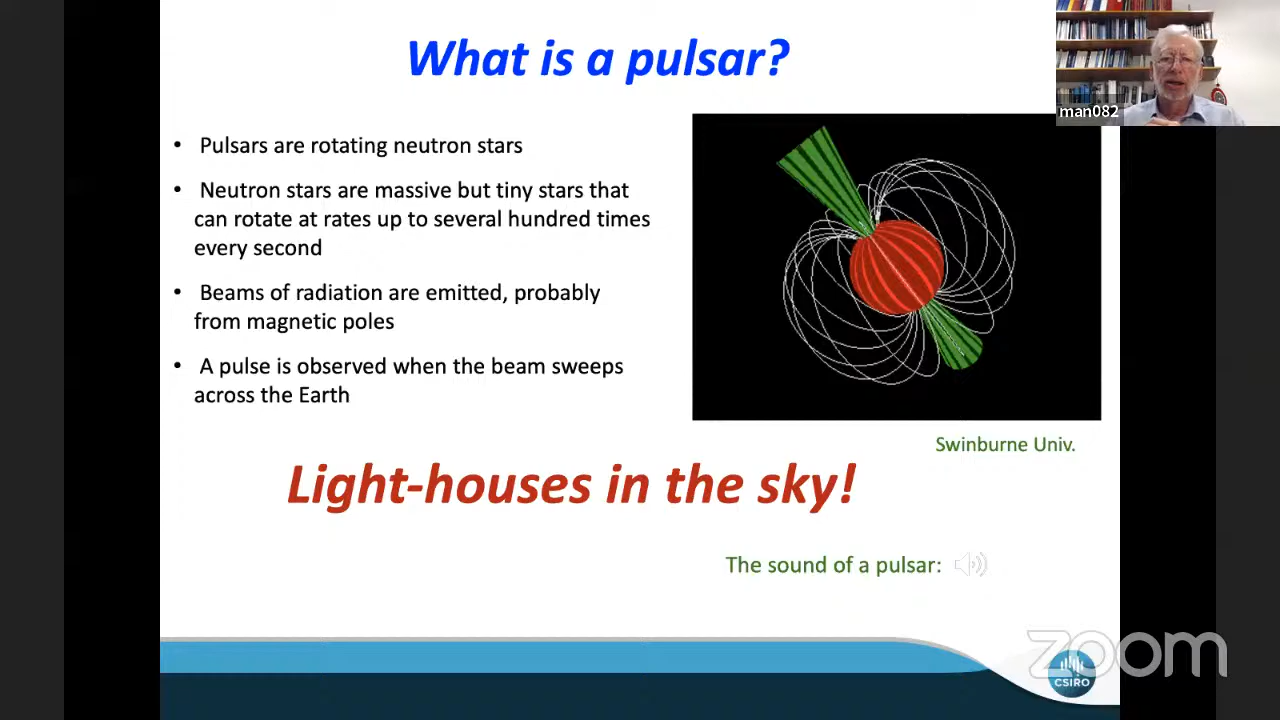 What is a pulsar?
man082
• Pulsars are rotating neutron stars
• Neutron stars are massive but tiny stars that
can rotate at rates up to several hundred times
every second
• Beams of radiation are emitted, probably
from magnetic poles
• A pulse is observed when the beam sweeps
across the Earth
Swinburne Univ.
Light-houses in the sky!
The sound of a pulsar:
zoom
CSIRO